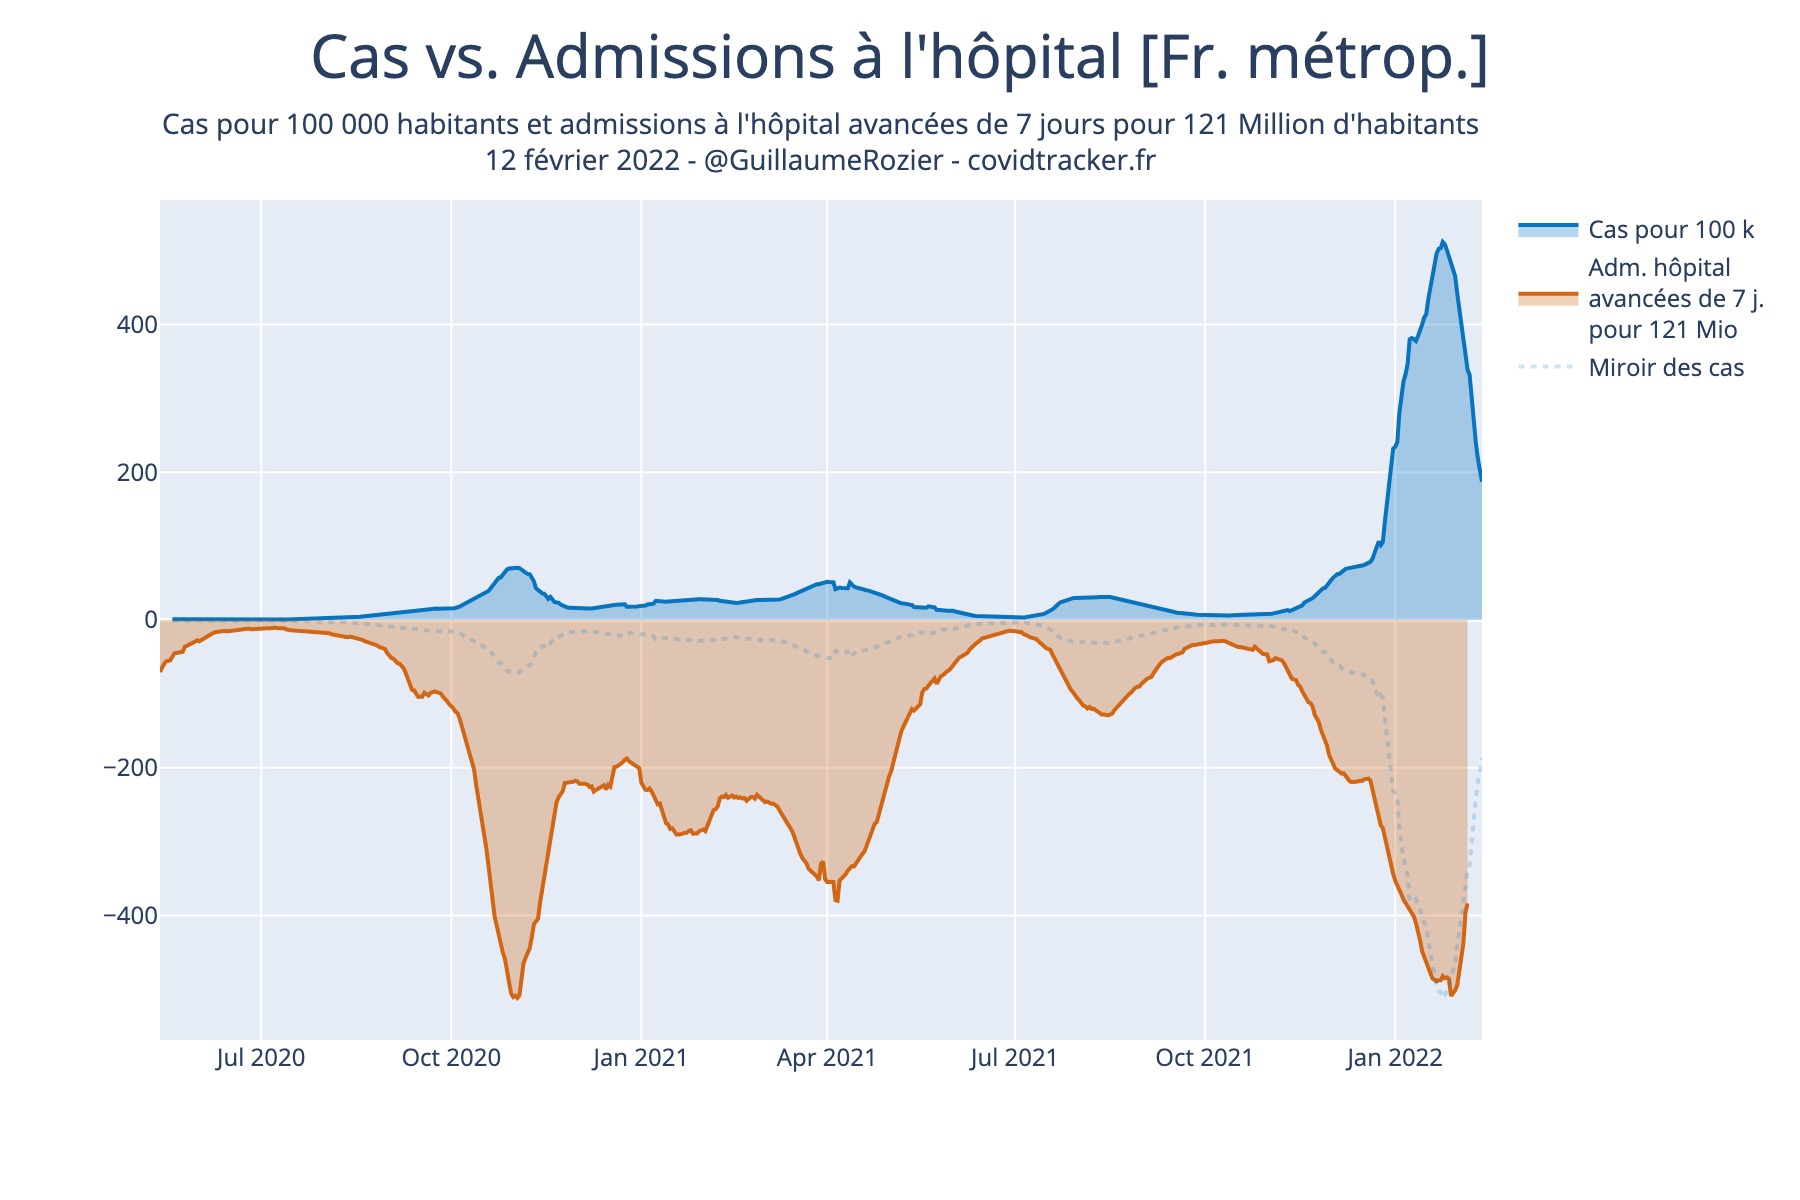 Cas vs. Admissions à l'hôpital [Fr. métrop.]
Cas pour 100 000 habitants et admissions à l'hôpital avancées de 7 jours pour 121 Million d'habitants
12 février 2022 - @GuillaumeRozier - covidtracker.fr
Cas pour 100 k
Adm. hôpital
avancées de 7 j.
pour 121 Mio
Miroir des cas
400
200
0
−200
−400
Jul 2020
Oct 2020
Jan 2021
Apr 2021
Jul 2021
Oct 2021
Jan 2022